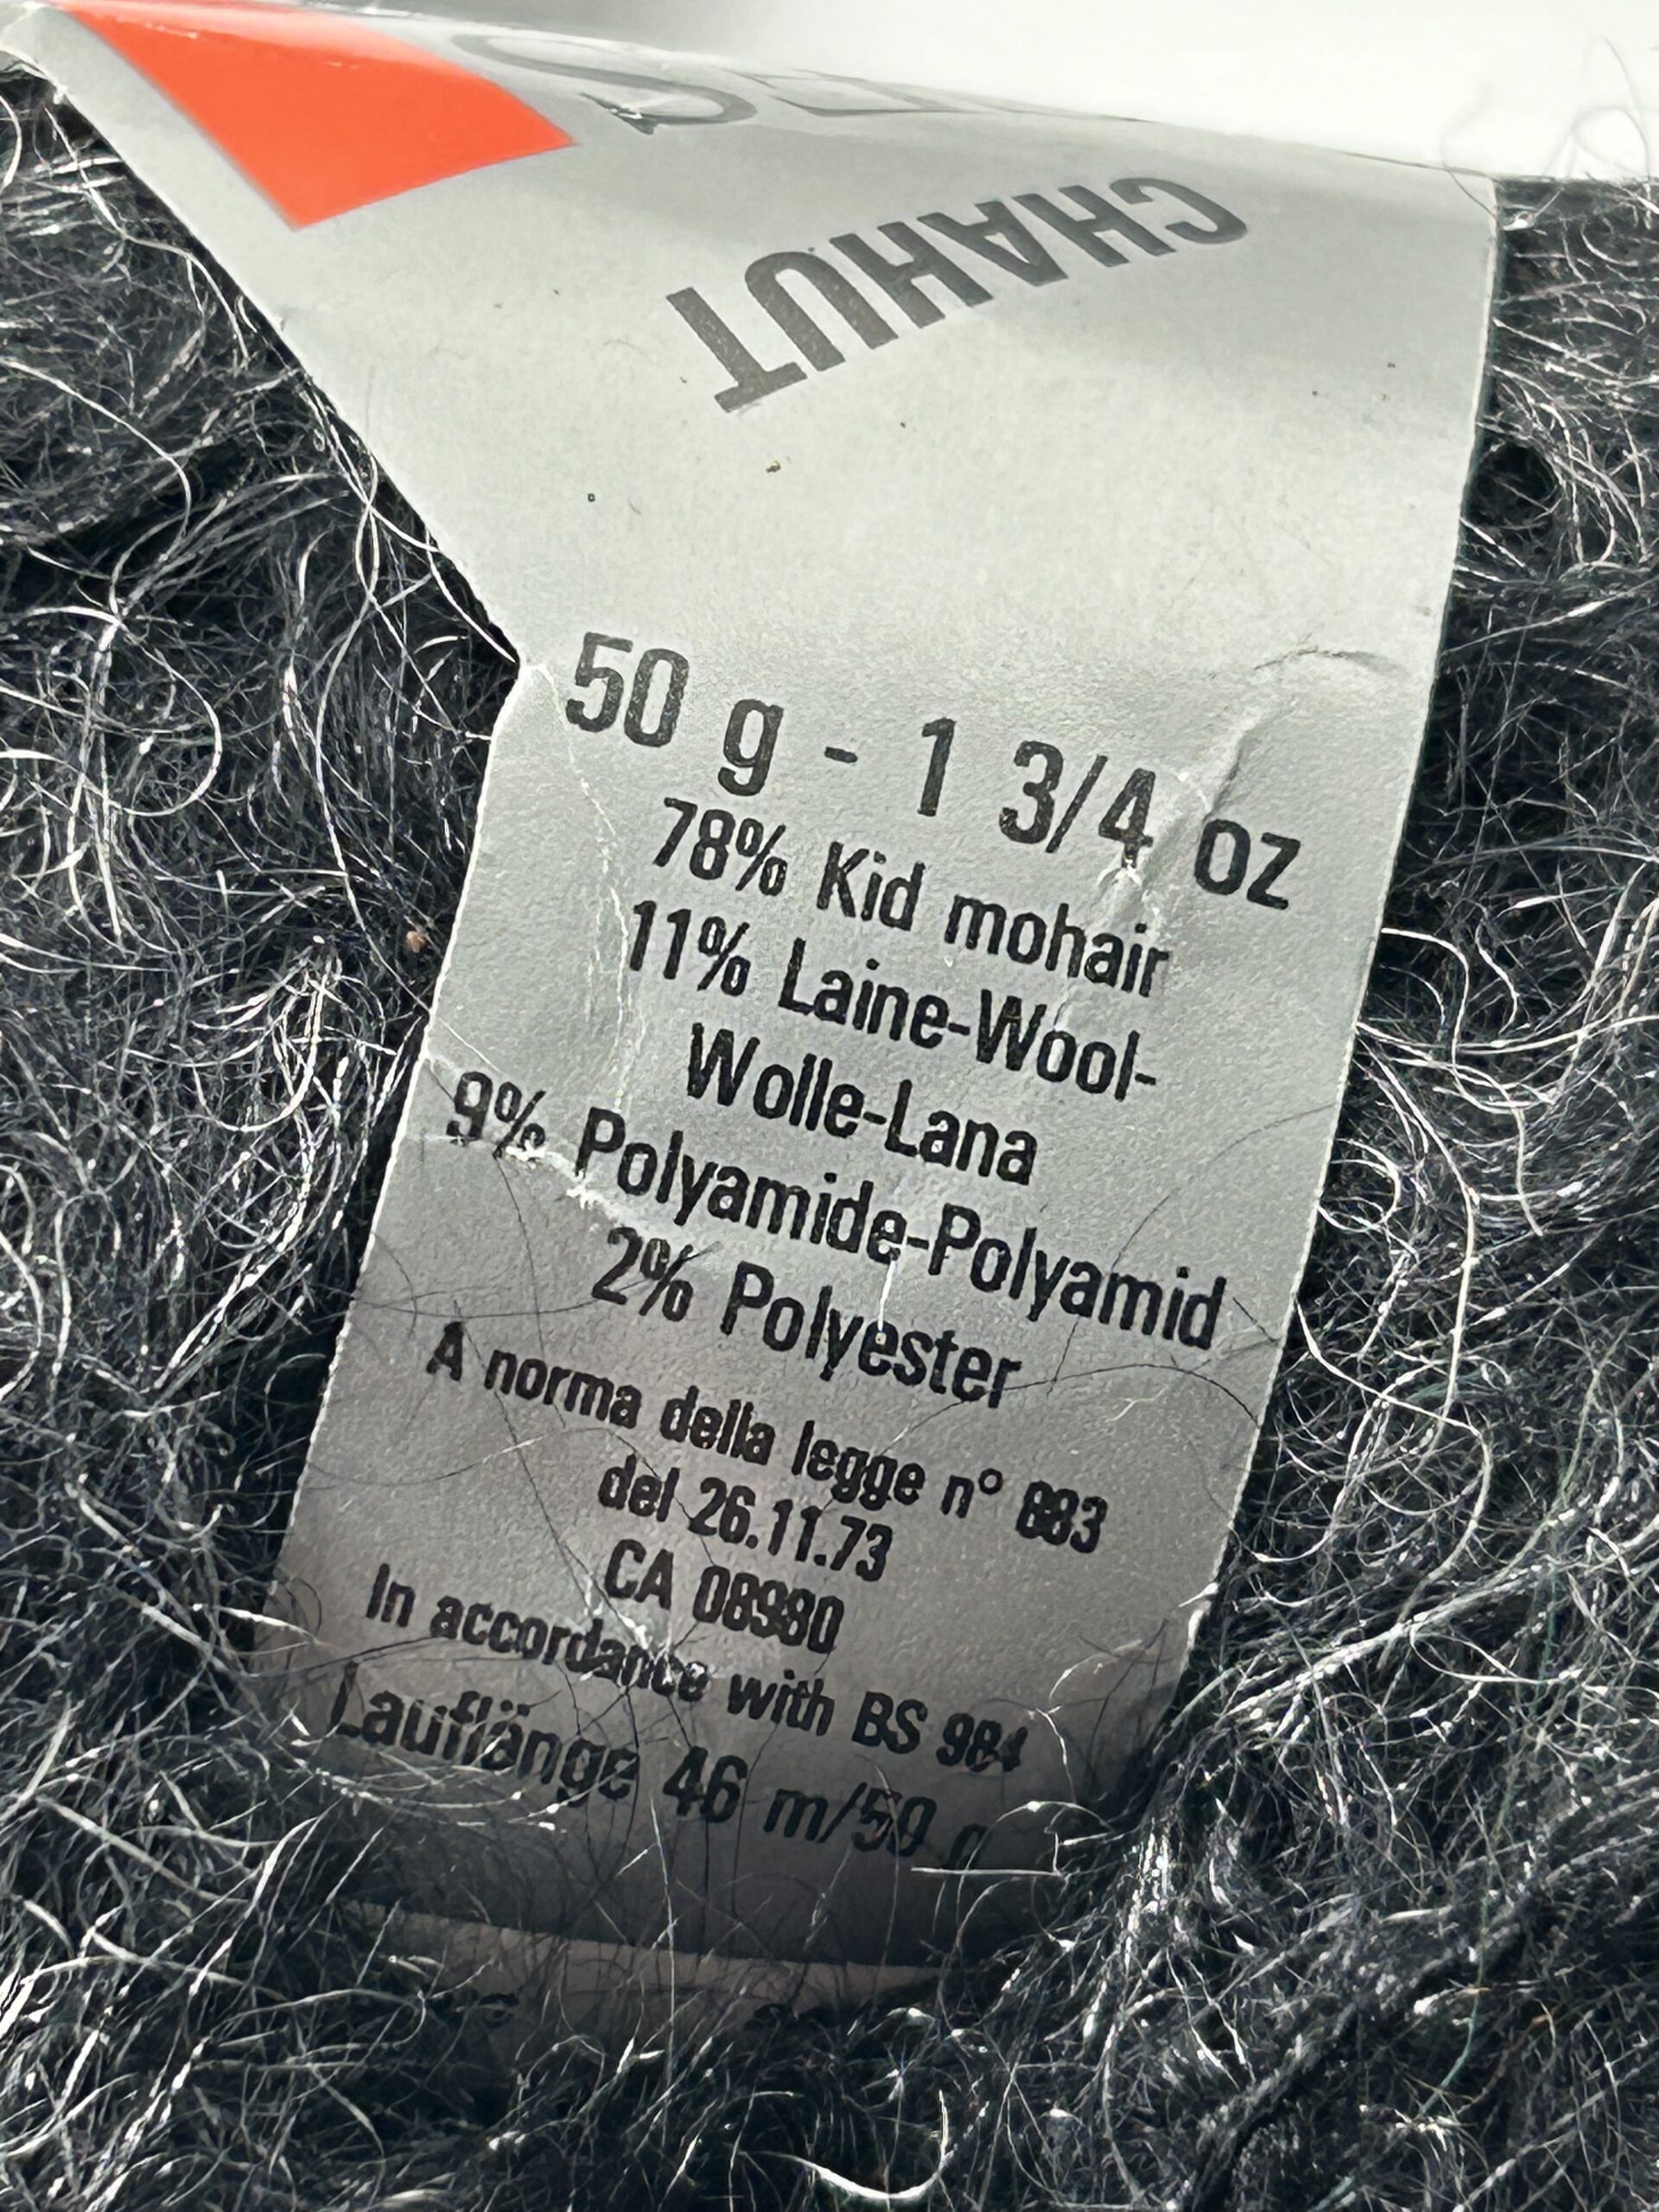 CHAHUT
50 g - 1 3/4 oz
78% Kid mohair
11% Laine-Wool-
Wolle-Lana
9% Polyamide-Polyamid
2% Polyester
A norma della legge n° 883
del 26.11.73
CA 08980
In accordance with BS 984
Lauflänge 46 m/50 g